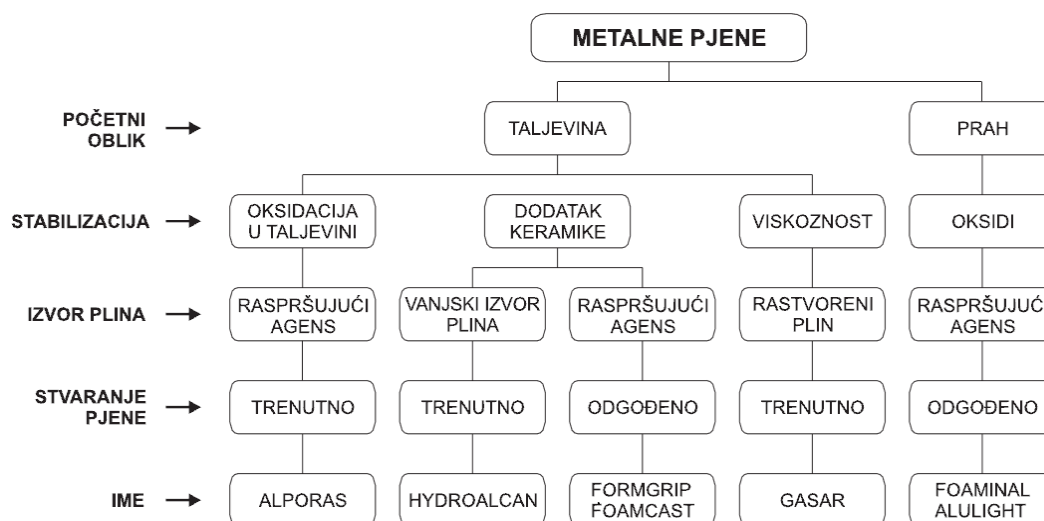 METALNE PJENE
POČETNI
OBLIK
TALJEVINA
PRAH
STABILIZACIJA
OKSIDACIJA
U TALJEVINI
DODATAK
KERAMIKE
VISKOZNOST
OKSIDI
IZVOR PLINA
RASPRŠUJUĆI
AGENS
VANJSKI IZVOR
PLINA
RASPRŠUJUĆI
AGENS
RASTVORENI
PLIN
RASPRŠUJUĆI
AGENS
STVARANJE
PJENE
TRENUTNO
TRENUTNO
ODGOĐENO
TRENUTNO
ODGOĐENO
IME
ALPORAS
HYDROALCAN
FORMGRIP
FOAMCAST
GASAR
FOAMINAL
ALULIGHT